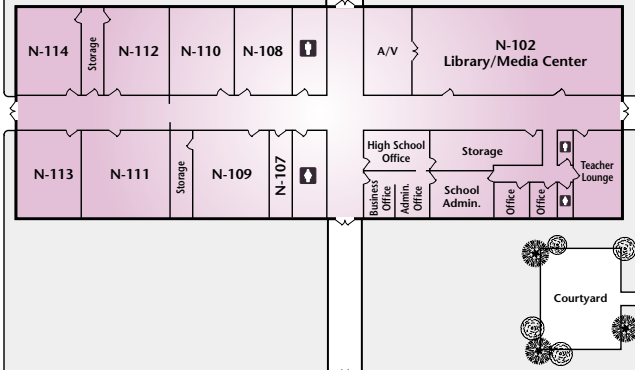 N-114
Storage
N-112
N-110
N-108
A/V
N-102
Library/Media Center
N-113
N-111
Storage
N-109
N-107
High School
Office
Business
Office
Admin.
Office
Storage
School
Admin.
Office
Office
Teacher
Lounge
Courtyard